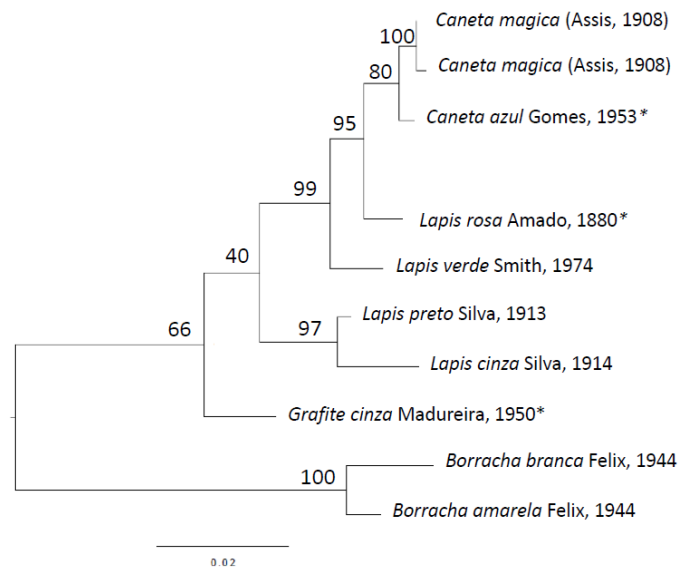 Caneta magica (Assis, 1908)
100
Caneta magica (Assis, 1908)
80
Caneta azul Gomes, 1953*
95
99
Lapis rosa Amado, 1880*
40
Lapis verde Smith, 1974
Lapis preto Silva, 1913
66
97
Lapis cinza Silva, 1914
Grafite cinza Madureira, 1950*
Borracha branca Felix, 1944
100
Borracha amarela Felix, 1944
0.02